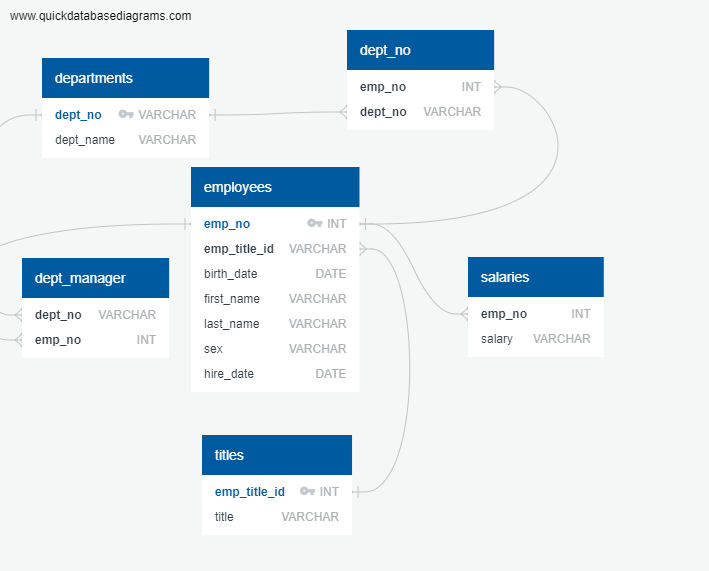 www.quickdatabasediagrams.com
departments
dept_no VARCHAR
dept_name VARCHAR
dept_no
emp_no INT
dept_no VARCHAR
employees
emp_no INT
emp_title_id VARCHAR
birth_date DATE
first_name VARCHAR
last_name VARCHAR
sex VARCHAR
hire_date DATE
dept_manager
dept_no VARCHAR
emp_no INT
salaries
emp_no INT
salary VARCHAR
titles
emp_title_id INT
title VARCHAR